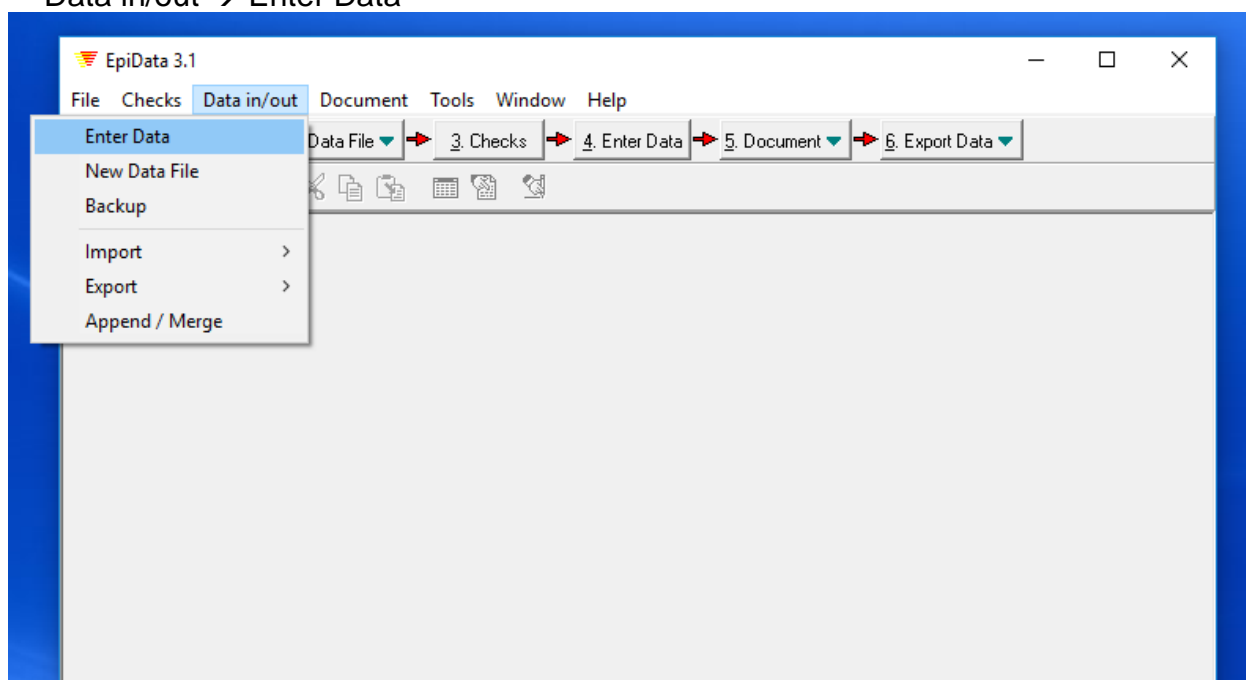 Data in/out → Enter Data
EpiData 3.1
File Checks Data in/out Document Tools Window Help
Enter Data
Data File 3. Checks 4. Enter Data 5. Document 6. Export Data
New Data File
Backup
Import
Export
Append / Merge